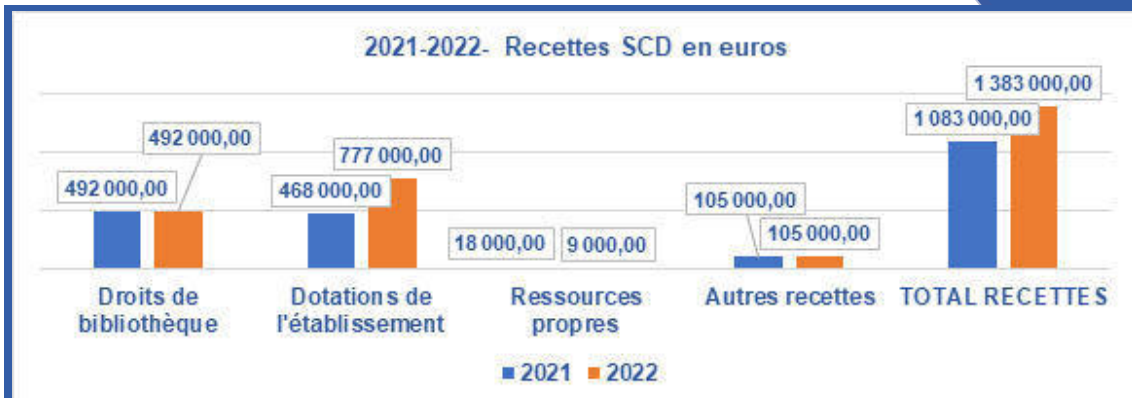 2021-2022- Recettes SCD en euros
1 383 000,00
1 083 000,00
492 000,00
777 000,00
492 000,00
468 000,00
105 000,00
105 000,00
18 000,00
9 000,00
Droits de
bibliothèque
Dotations de
l'établissement
Ressources
propres
Autres recettes
TOTAL RECETTES
2021
2022